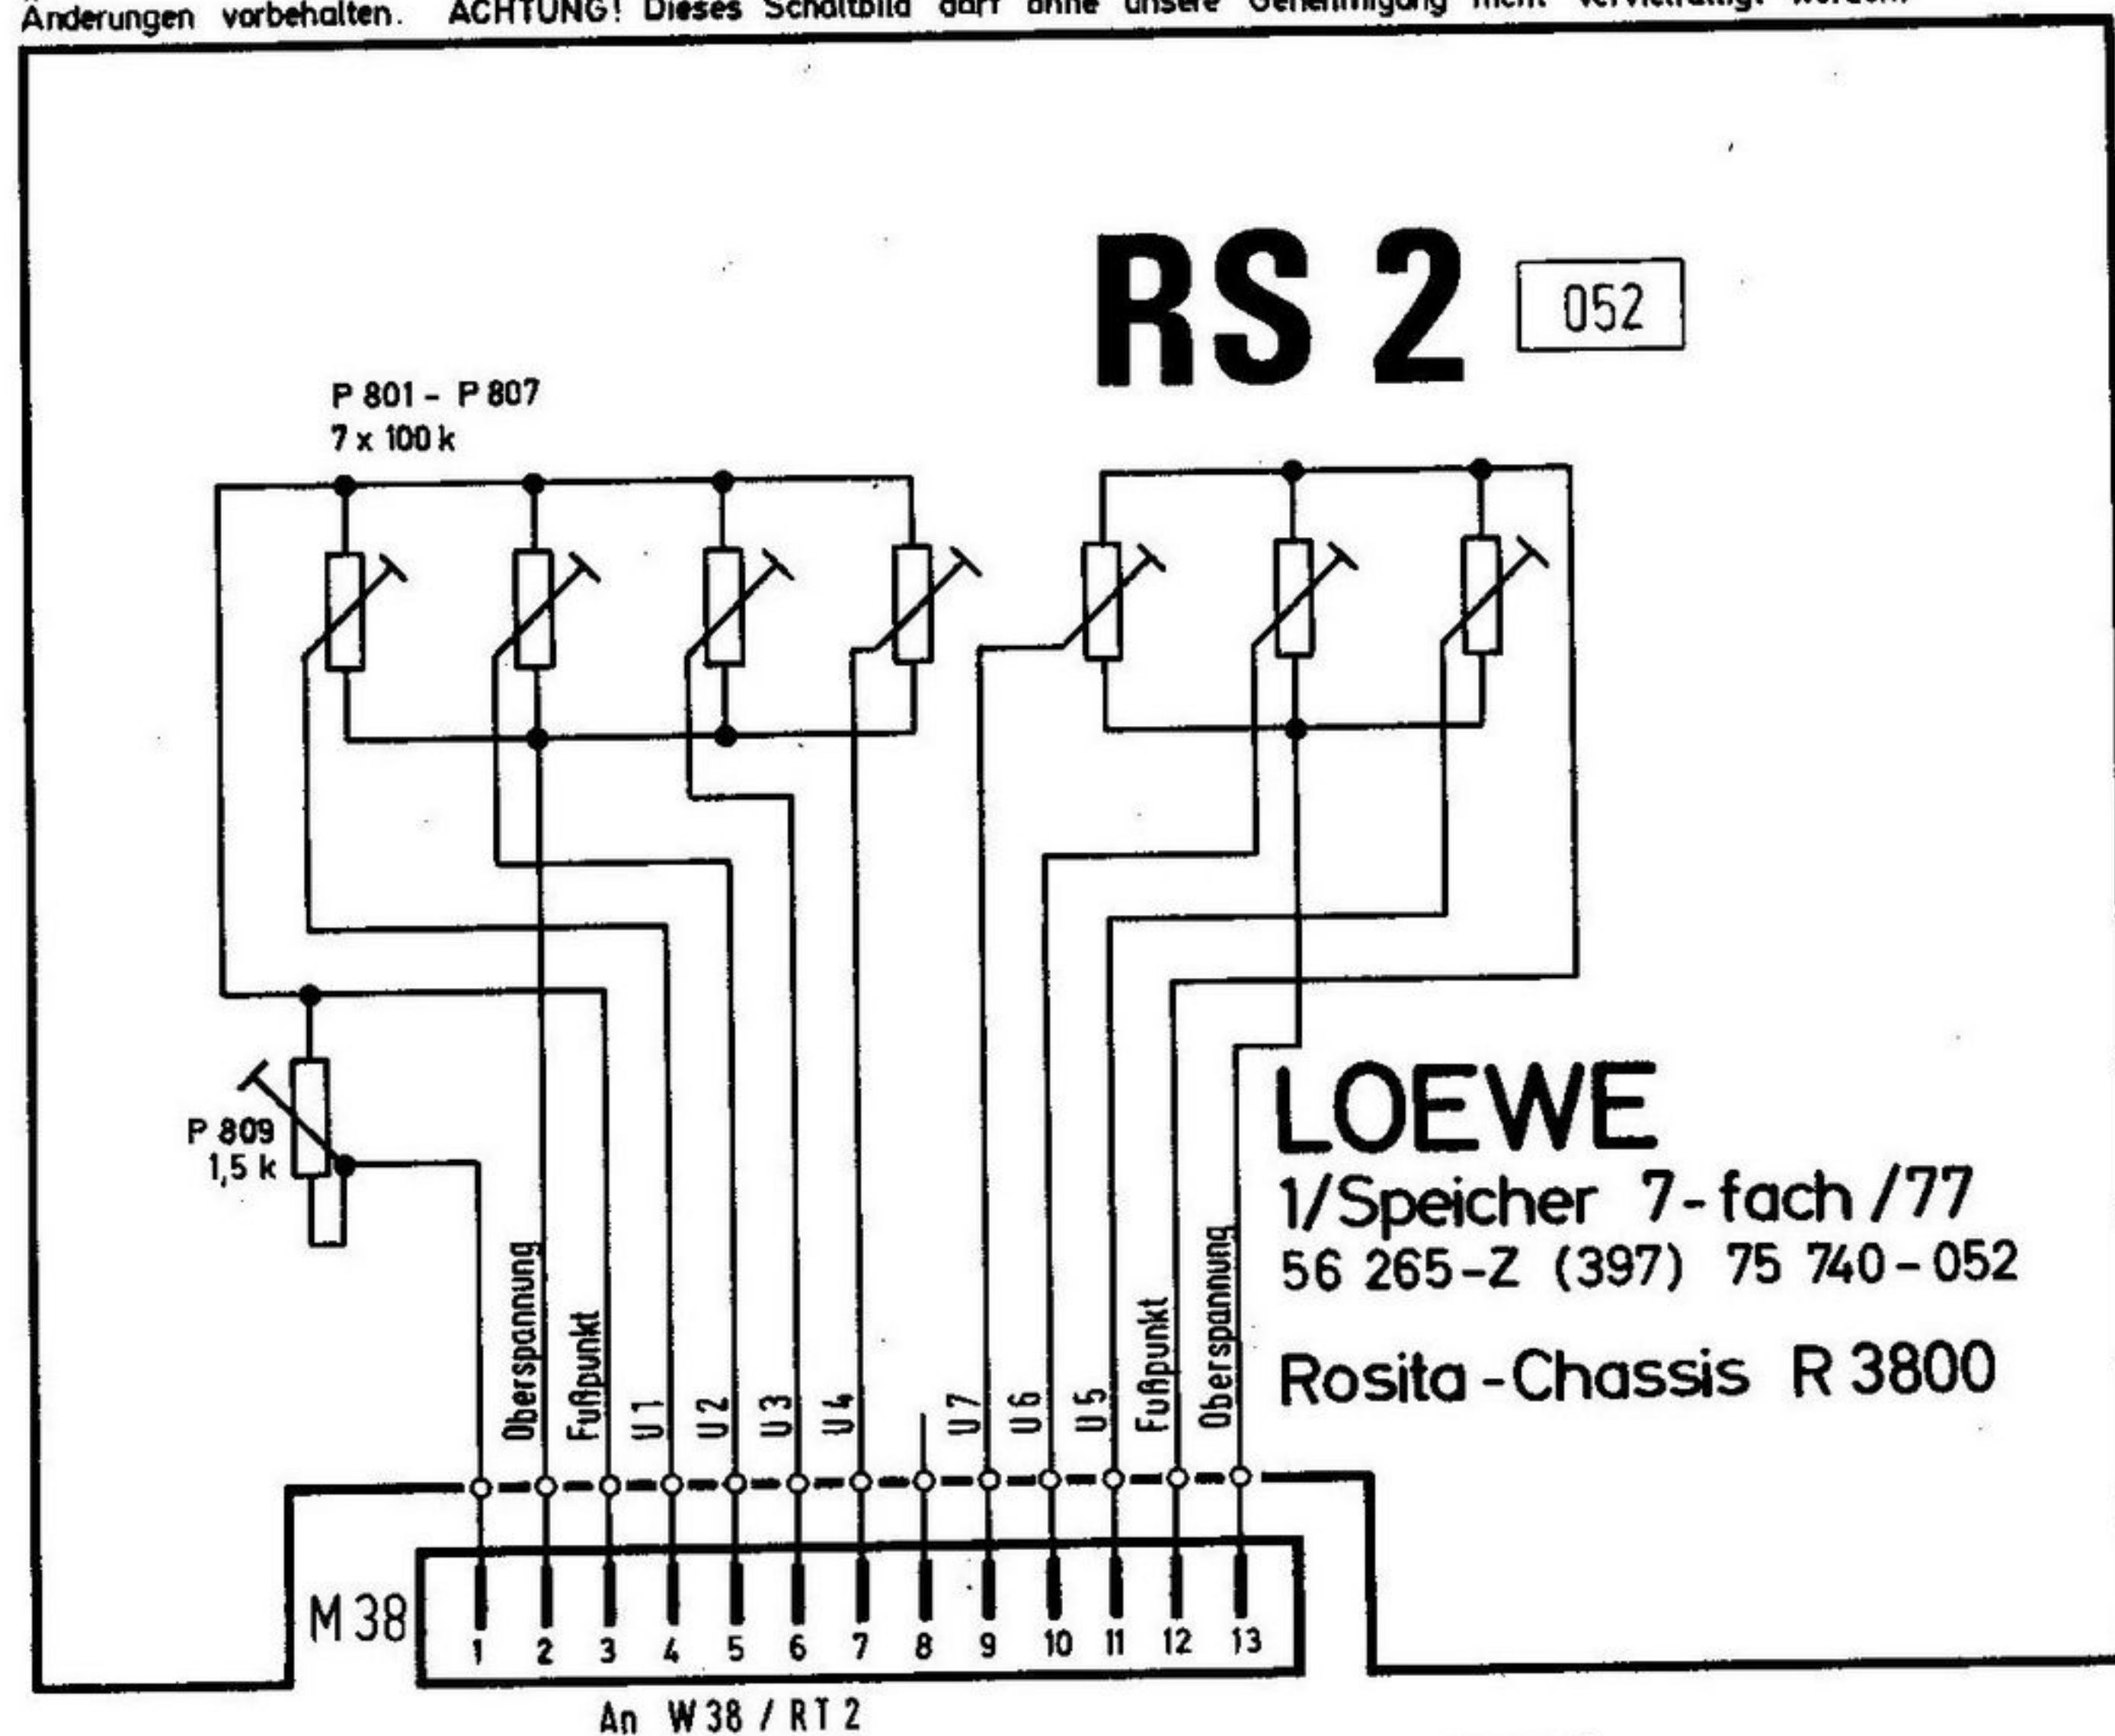 Änderungen vorbehalten. ACHTUNG! Dieses Schaltbild darf ohne unsere Genehmigung nicht vervielfältigt werden.
RS 2 052
P 801 - P 807
7 x 100 k
P 809
1,5 k
LOEWE
1/Speicher 7-fach /77
56 265-Z (397) 75 740-052
Rosita-Chassis R 3800
Oberspannung
Fußpunkt
U 1
U 2
U 3
U 4
U 7
U 6
U 5
Fußpunkt
Oberspannung
M 38
1 2 3 4 5 6 7 8 9 10 11 12 13
An W 38 / RT 2